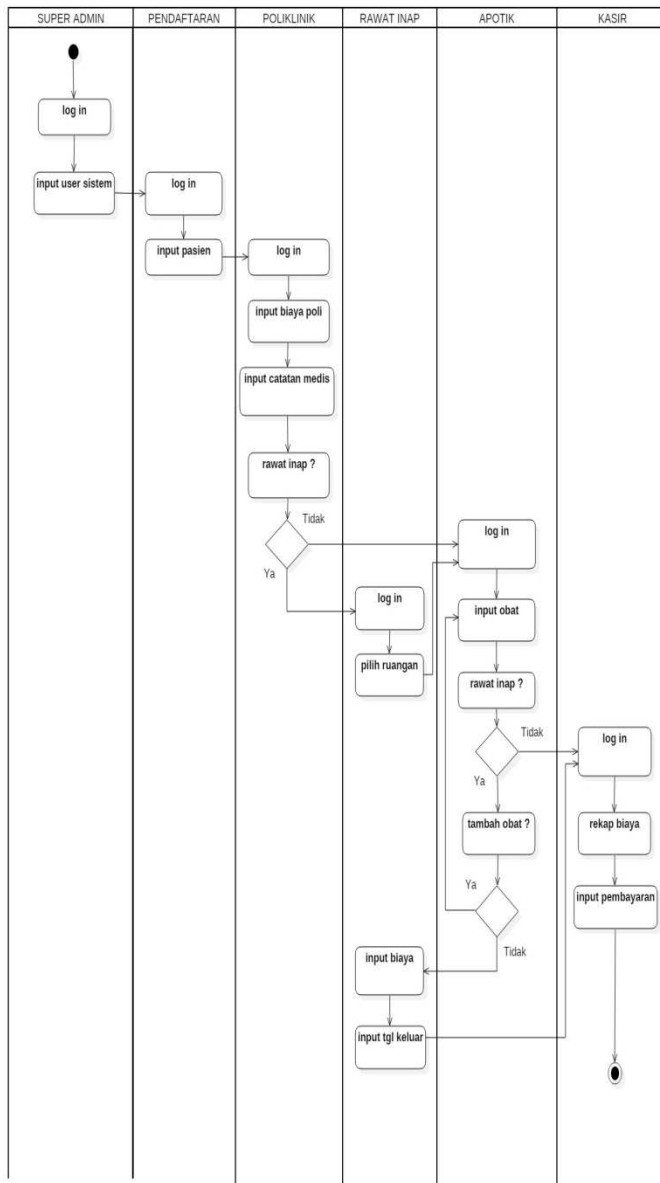 SUPER ADMIN
PENDAFTARAN
POLIKLINIK
RAWAT INAP
APOTIK
KASIR
log in
input user sistem
log in
input pasien
log in
input biaya poli
input catatan medis
rawat inap ?
Tidak
Ya
log in
pilih ruangan
log in
input obat
rawat inap ?
Tidak
Ya
tambah obat ?
Ya
Tidak
input biaya
input tgl keluar
log in
rekap biaya
input pembayaran